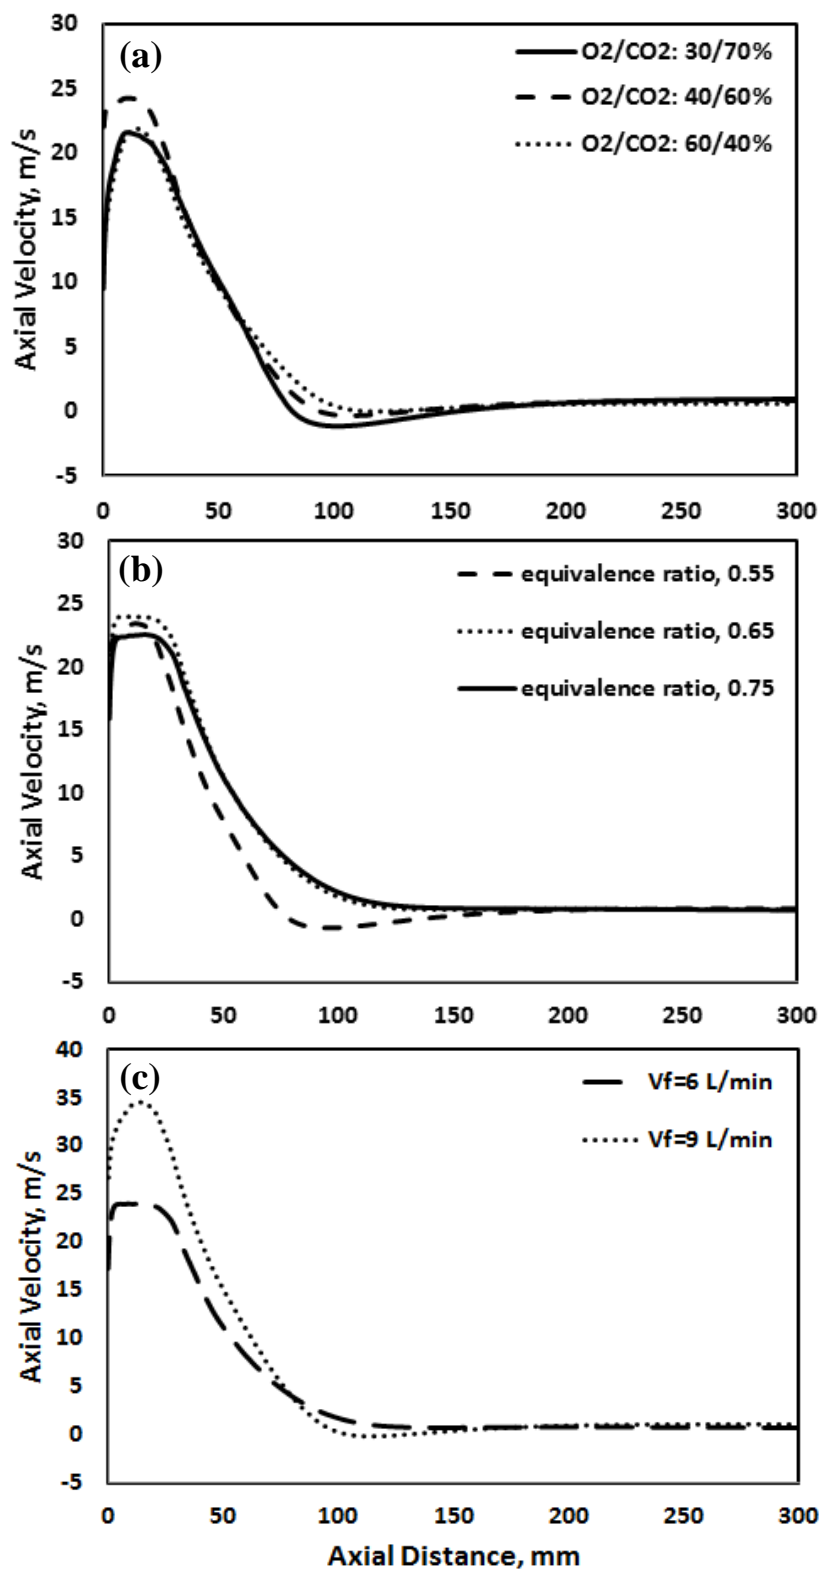 30
(a)
O2/CO2: 30/70%
25
O2/CO2: 40/60%
20
O2/CO2: 60/40%
15
10
5
0
-5
Axial Velocity, m/s
0 50 100 150 200 250 300
30
(b)
equivalence ratio, 0.55
25
equivalence ratio, 0.65
20
equivalence ratio, 0.75
15
10
5
0
-5
Axial Velocity, m/s
0 50 100 150 200 250 300
40
(c)
Vf=6 L/min
35
Vf=9 L/min
30
25
20
15
10
5
0
-5
Axial Velocity, m/s
0 50 100 150 200 250 300
Axial Distance, mm